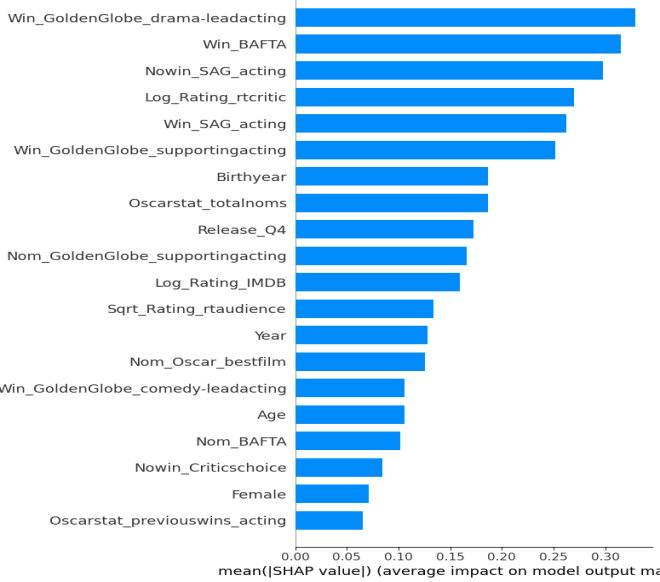 Win_GoldenGlobe_drama-leadacting
Win_BAFTA
Nowin_SAG_acting
Log_Rating_rtcritic
Win_SAG_acting
Win_GoldenGlobe_supportingacting
Birthyear
Oscarstat_totalnoms
Release_Q4
Nom_GoldenGlobe_supportingacting
Log_Rating_IMDB
Sqrt_Rating_rtaudience
Year
Nom_Oscar_bestfilm
Win_GoldenGlobe_comedy-leadacting
Age
Nom_BAFTA
Nowin_Criticschoice
Female
Oscarstat_previouswins_acting
0.00 0.05 0.10 0.15 0.20 0.25 0.30
mean(|SHAP value|) (average impact on model output ma